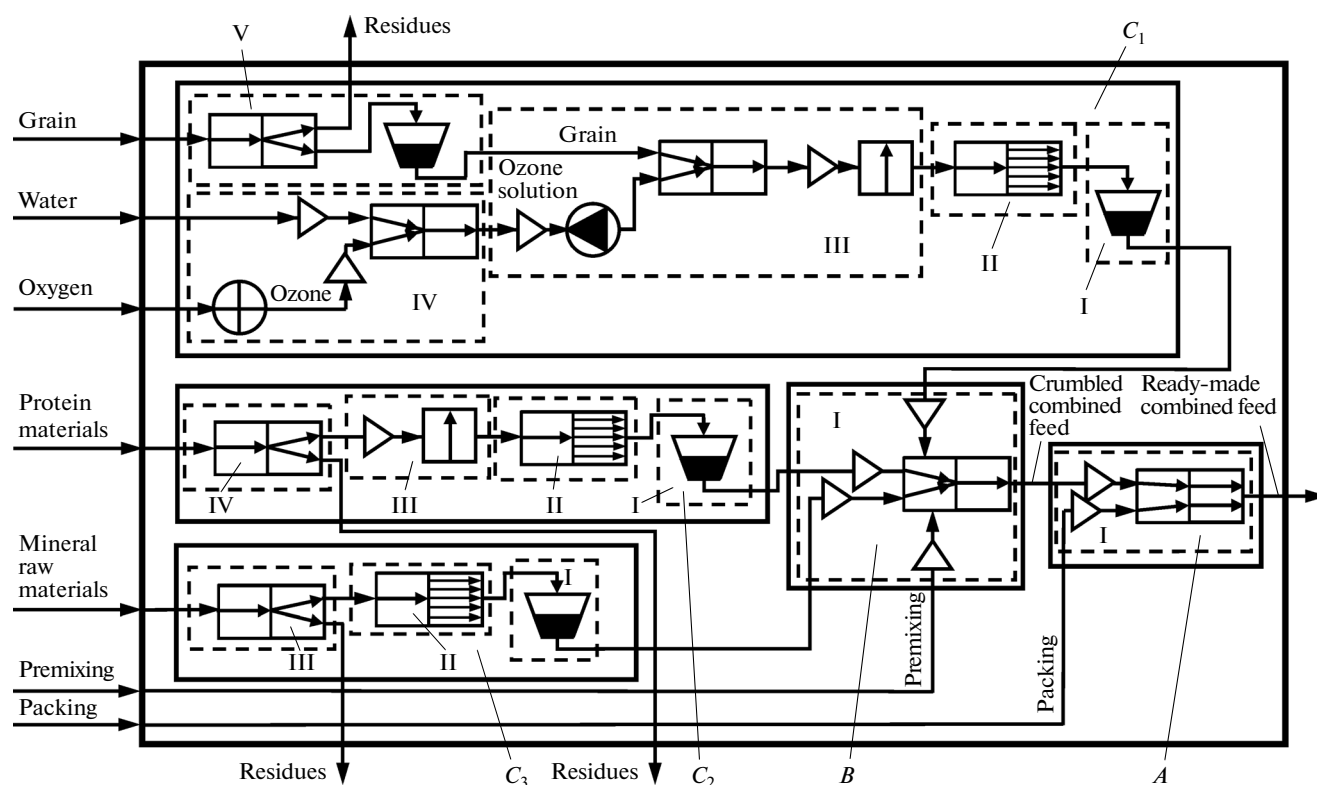 V
Residues
C1
Grain
Grain
Ozone
solution
Water
III
II
I
Oxygen
Ozone
IV
Protein
materials
I
Crumbled
combined
feed
Ready-made
combined feed
IV
III
II
I
I
Mineral
raw
materials
I
III
II
Premixing
Premixing
Packing
Packing
Residues
C3
Residues
C2
B
A